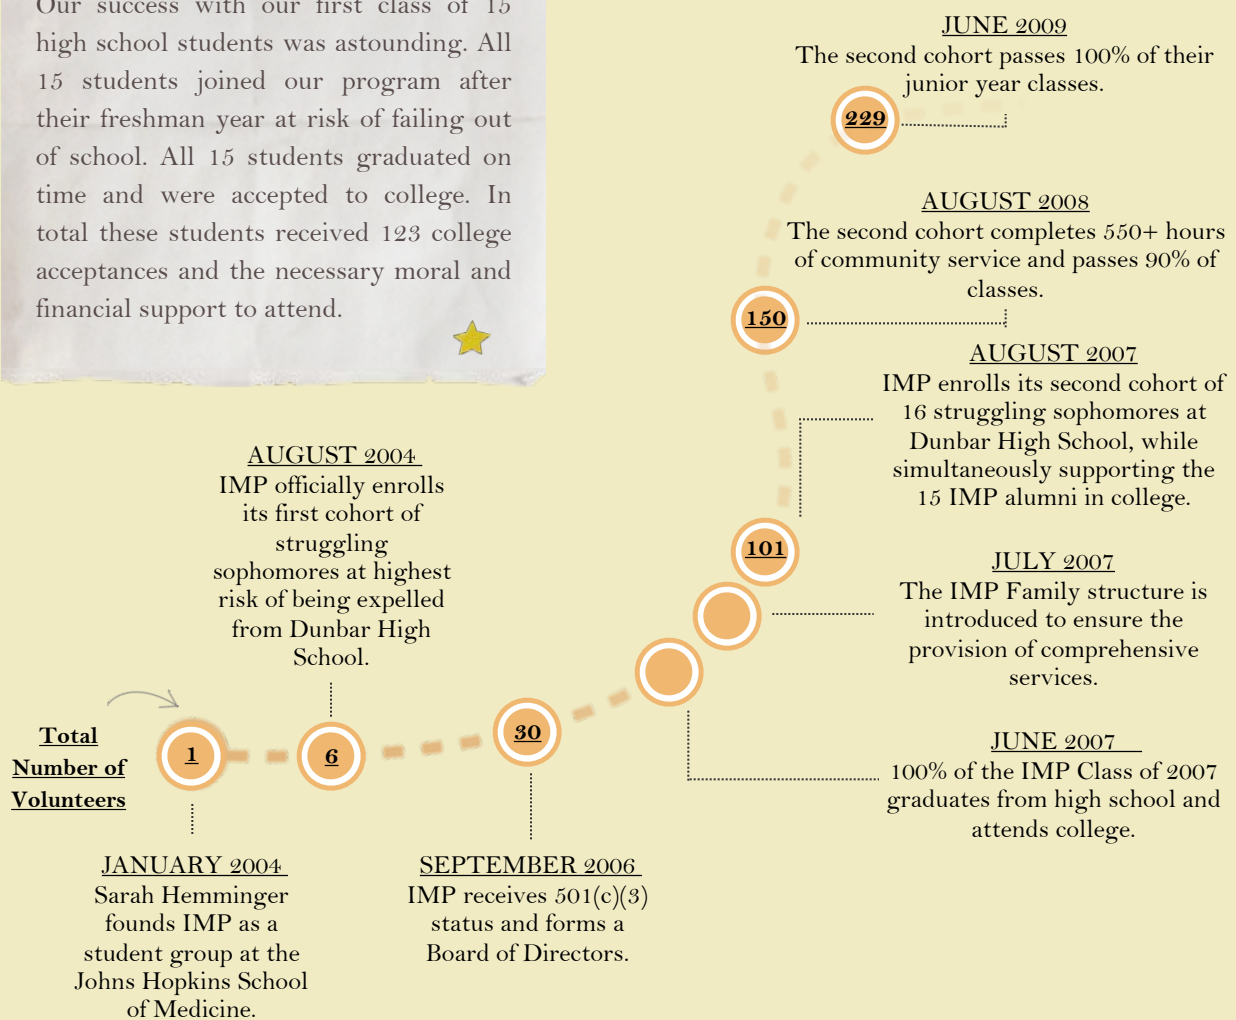 Our success with our first class of 15
high school students was astounding. All
15 students joined our program after
their freshman year at risk of failing out
of school. All 15 students graduated on
time and were accepted to college. In
total these students received 123 college
acceptances and the necessary moral and
financial support to attend.
JUNE 2009
The second cohort passes 100% of their
junior year classes.
229
AUGUST 2008
The second cohort completes 550+ hours
of community service and passes 90% of
classes.
150
AUGUST 2007
IMP enrolls its second cohort of
16 struggling sophomores at
Dunbar High School, while
simultaneously supporting the
15 IMP alumni in college.
101
JULY 2007
The IMP Family structure is
introduced to ensure the
provision of comprehensive
services.
JUNE 2007
100% of the IMP Class of 2007
graduates from high school and
attends college.
AUGUST 2004
IMP officially enrolls
its first cohort of
struggling
sophomores at highest
risk of being expelled
from Dunbar High
School.
Total
Number of
Volunteers
1
6
30
JANUARY 2004
Sarah Hemminger
founds IMP as a
student group at the
Johns Hopkins School
of Medicine.
SEPTEMBER 2006
IMP receives 501(c)(3)
status and forms a
Board of Directors.